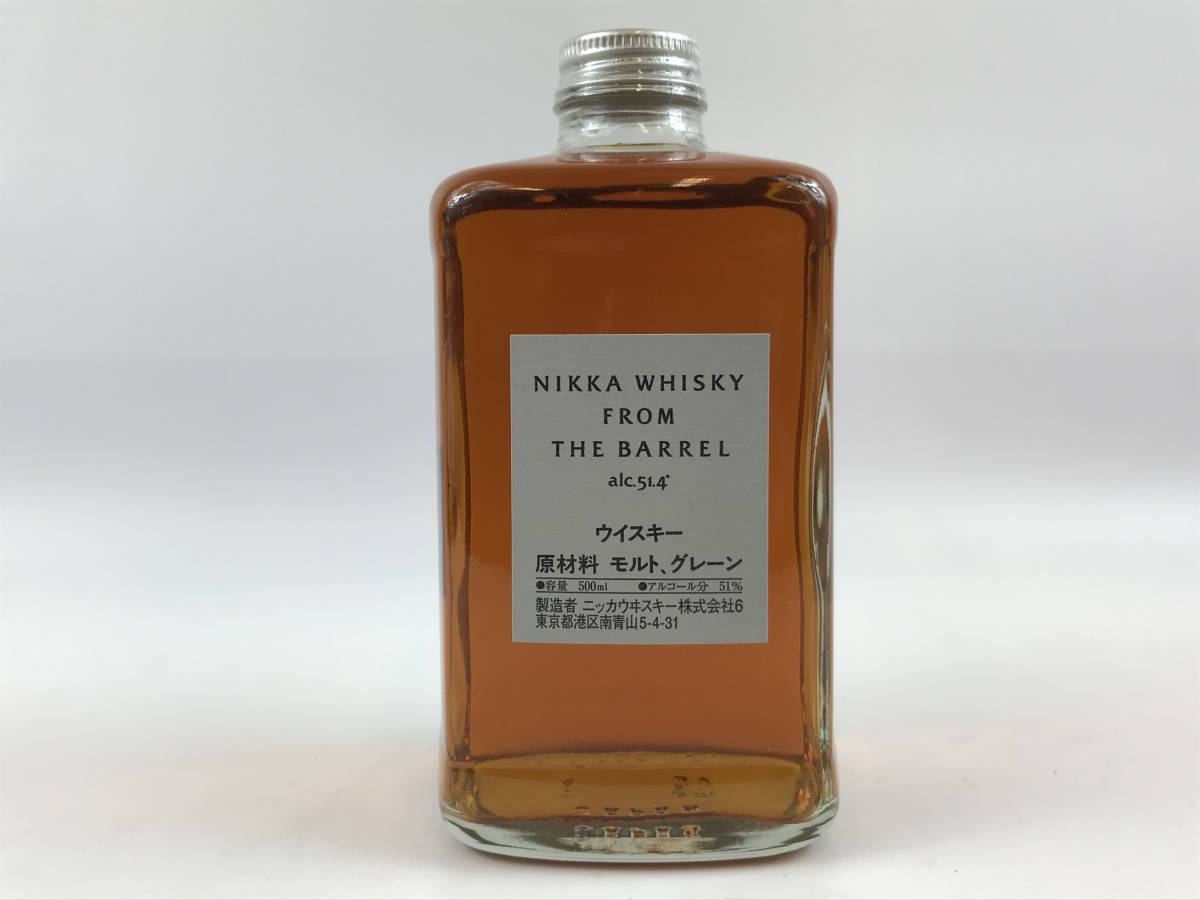 NIKKA WHISKY
FROM
THE BARREL
alc.51.4°
ウイスキー
原材料 モルト、グレーン
●容量 500ml ●アルコール分 51%
製造者 ニッカウヰスキー株式会社6
東京都港区南青山5-4-31